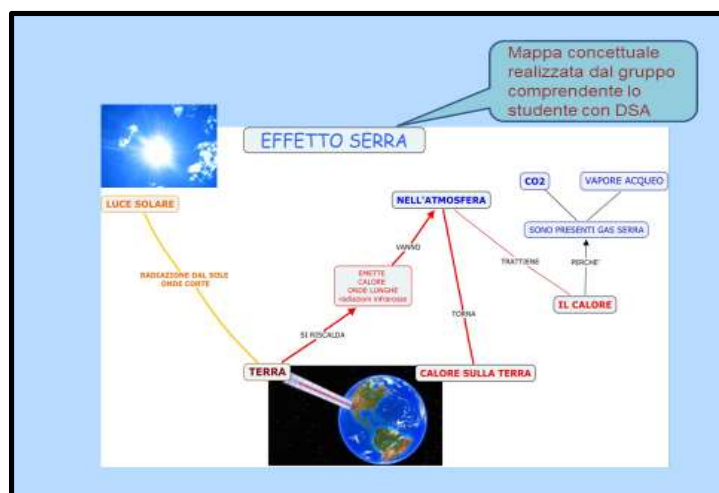 Mappa concettuale
realizzata dal gruppo
comprendente lo
studente con DSA
EFFETTO SERRA
LUCE SOLARE
RADIAZIONE DAL SOLE
ONDE CORTE
TERRA
SI RISCALDA
EMETTE
CALORE
ONDE LUNGHE
radiazioni infrarosse
VANNO
NELL'ATMOSFERA
TORNA
CALORE SULLA TERRA
TRATTIENE
IL CALORE
PERCHE'
SONO PRESENTI GAS SERRA
CO2
VAPORE ACQUEO